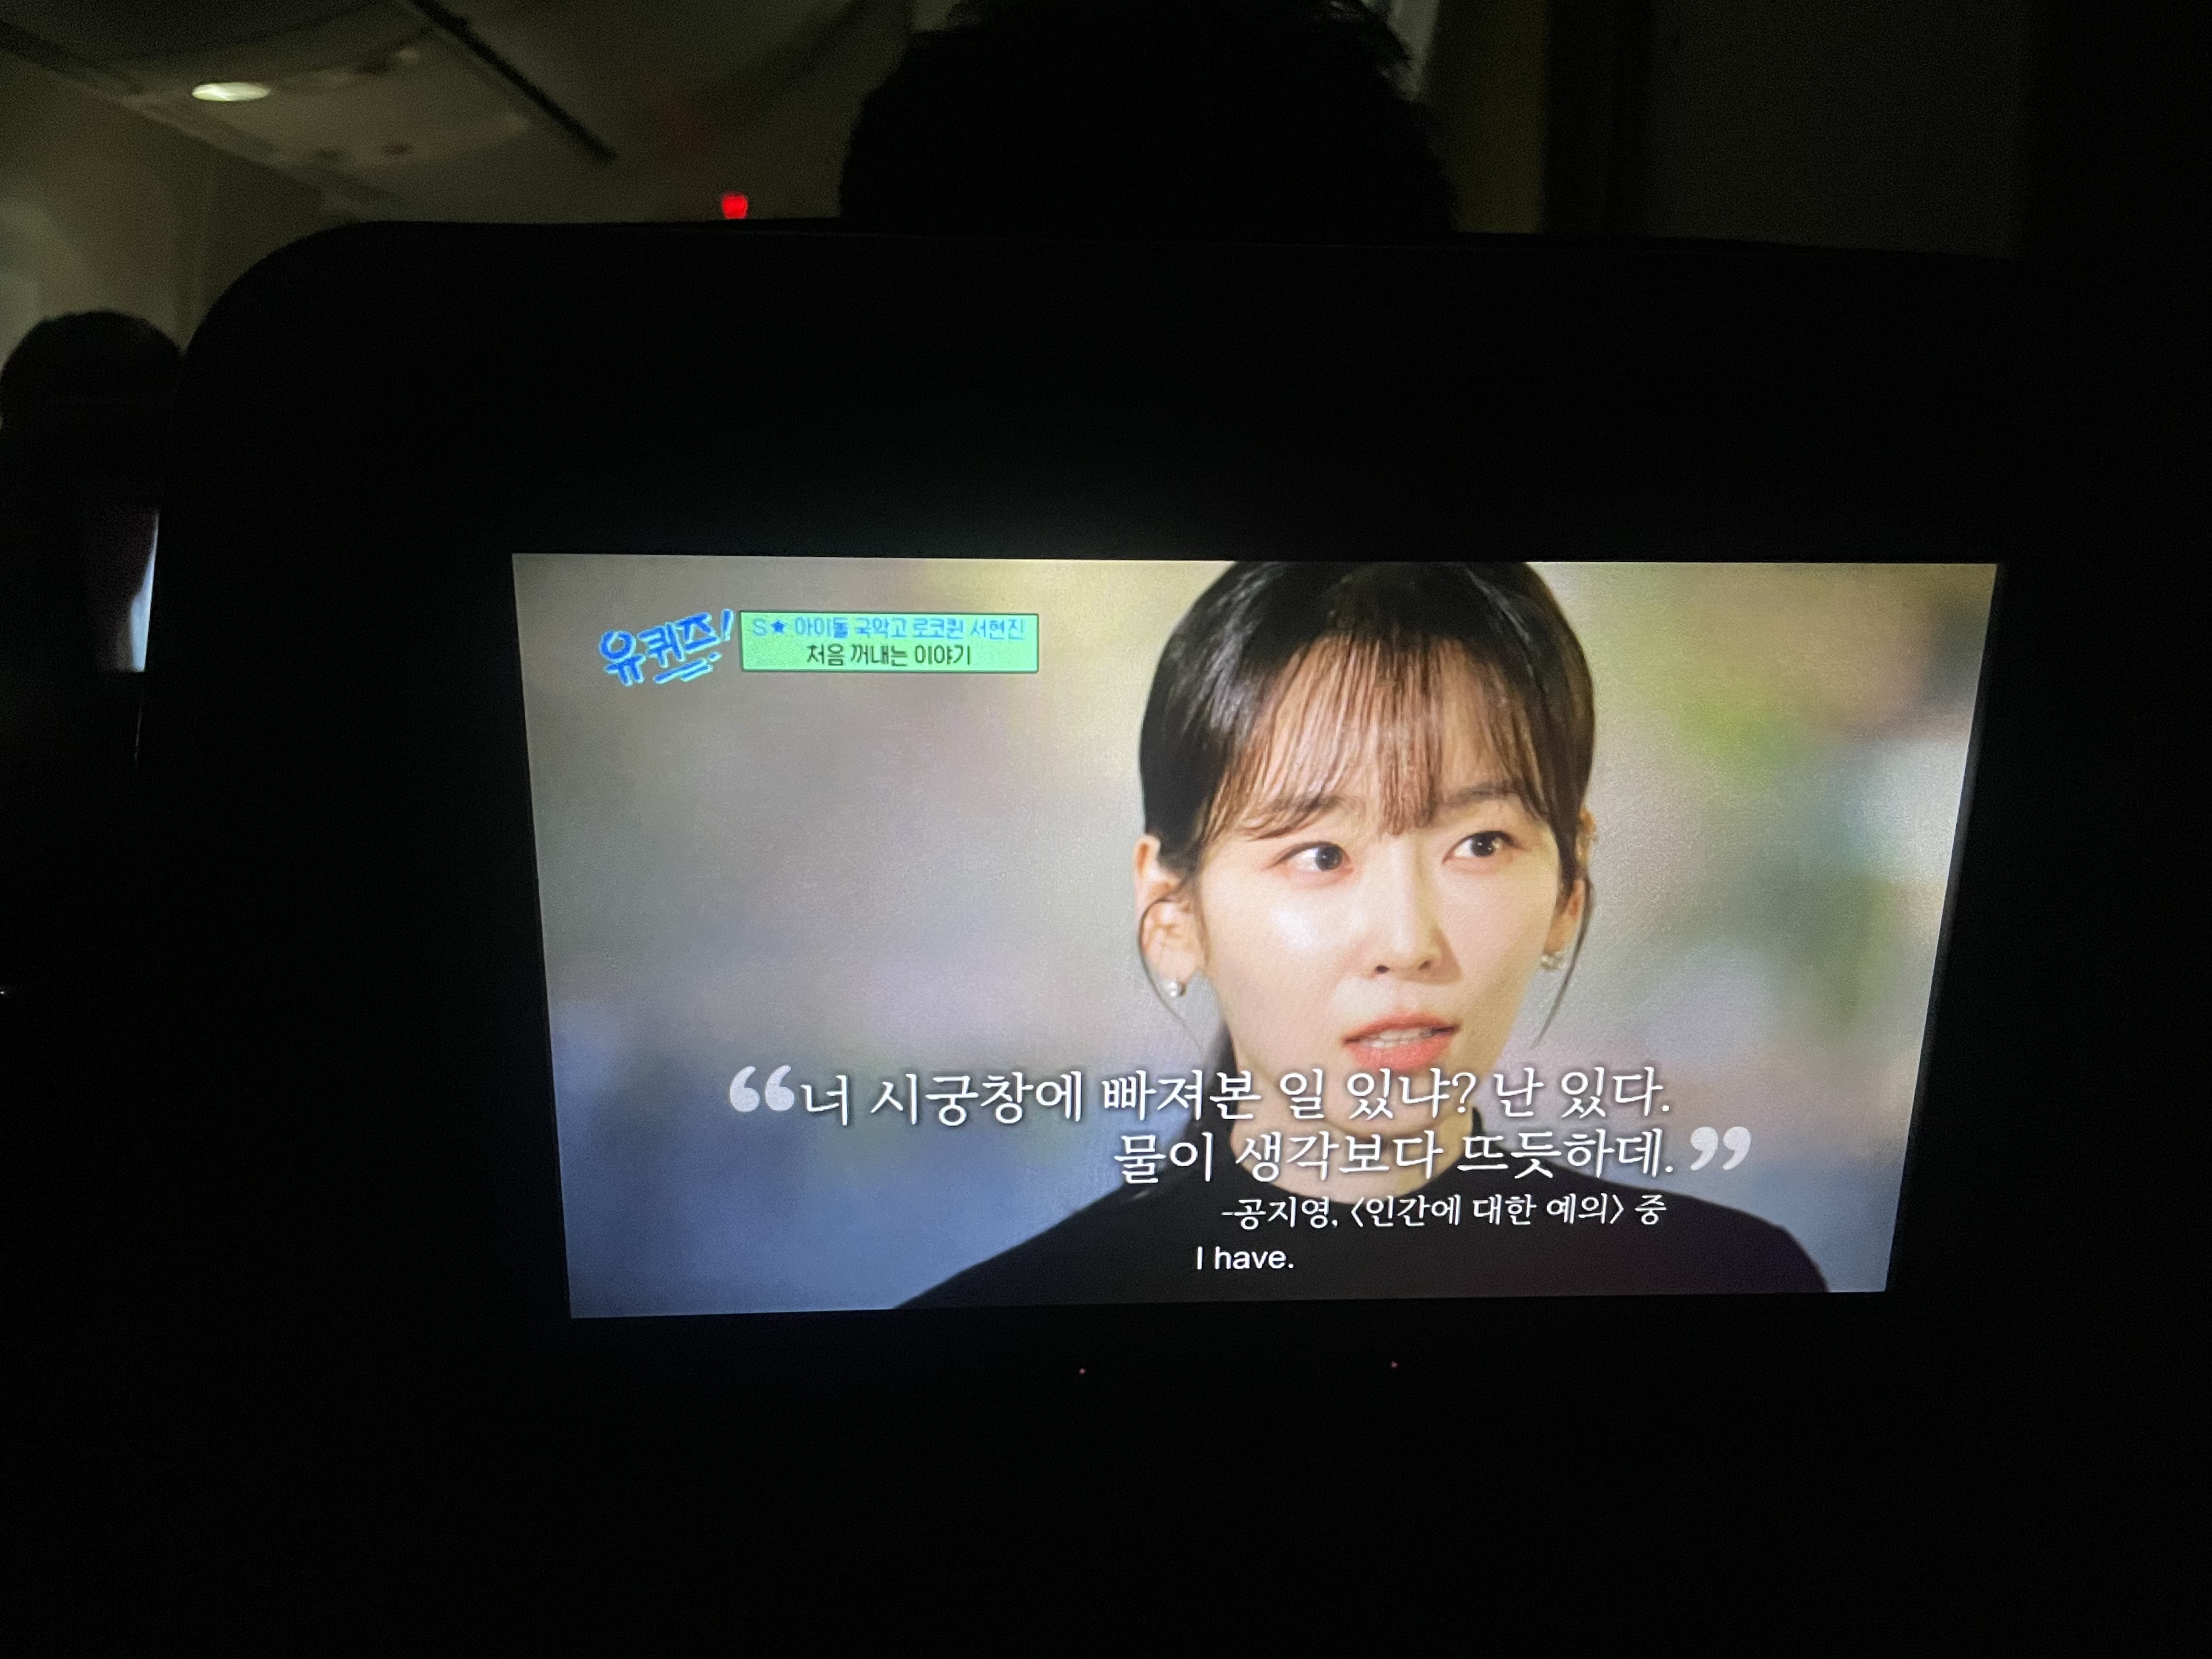 유퀴즈!
S★ 아이돌 국악고 로코퀸 서현진
처음 꺼내는 이야기
“너 시궁창에 빠져본 일 있냐? 난 있다.
물이 생각보다 뜨듯하데.”
-공지영, 〈인간에 대한 예의〉 중
I have.